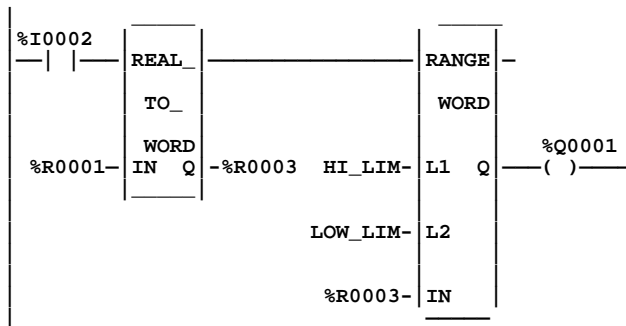 %I0002
REAL_ RANGE
TO_ WORD
WORD %Q0001
%R0001 IN Q %R0003 HI_LIM L1 Q ( )
LOW_LIM L2
%R0003 IN